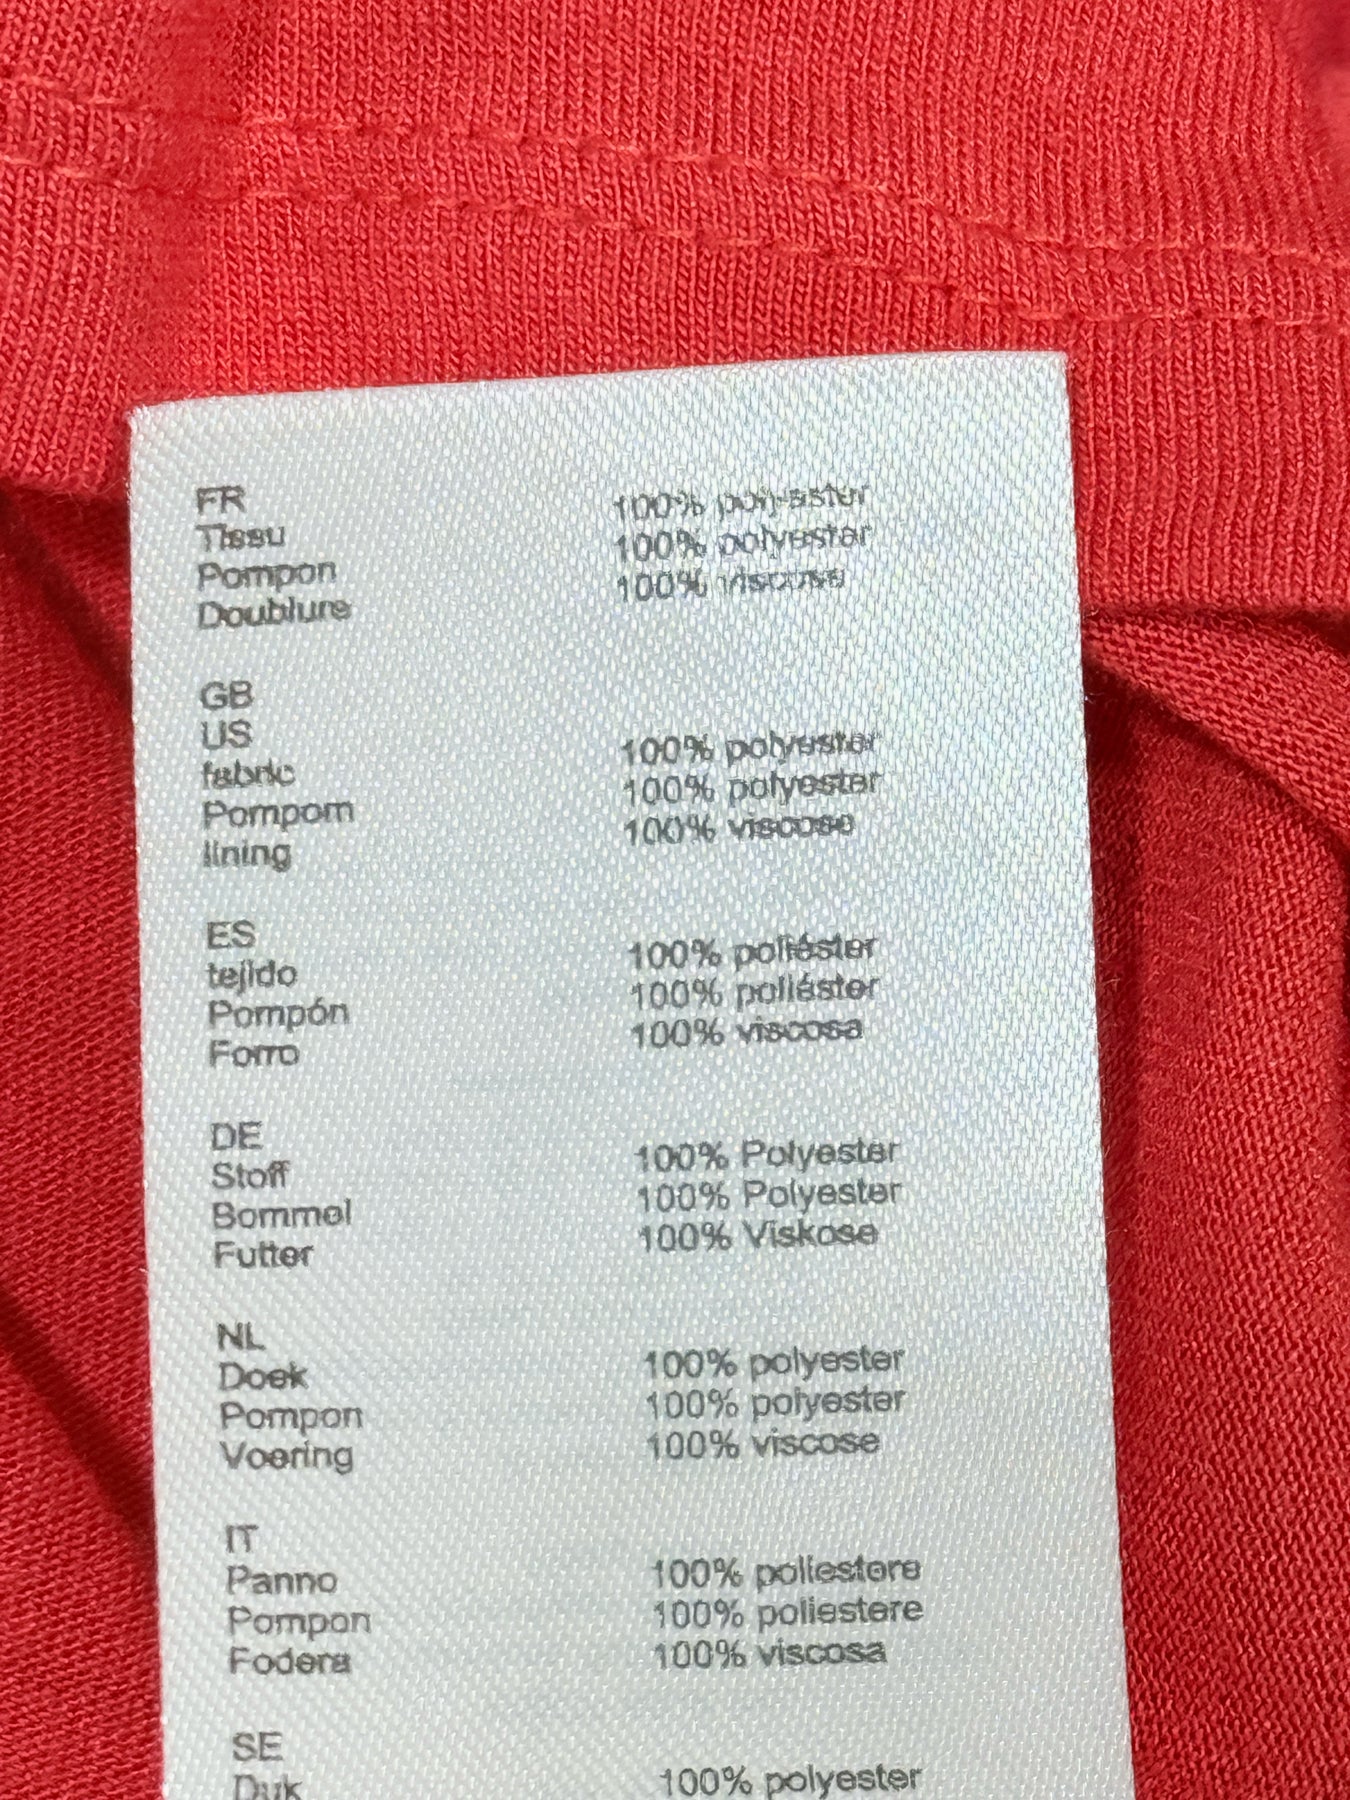 FR
Tissu 100% polyester
Pompon 100% polyester
Doublure 100% viscose
GB
US
fabric 100% polyester
Pompom 100% polyester
lining 100% viscose
ES
tejido 100% poliéster
Pompón 100% poliéster
Forro 100% viscosa
DE
Stoff 100% Polyester
Bommel 100% Polyester
Futter 100% Viskose
NL
Doek 100% polyester
Pompon 100% polyester
Voering 100% viscose
IT
Panno 100% poliestere
Pompon 100% poliestere
Fodera 100% viscosa
SE
Duk 100% polyester